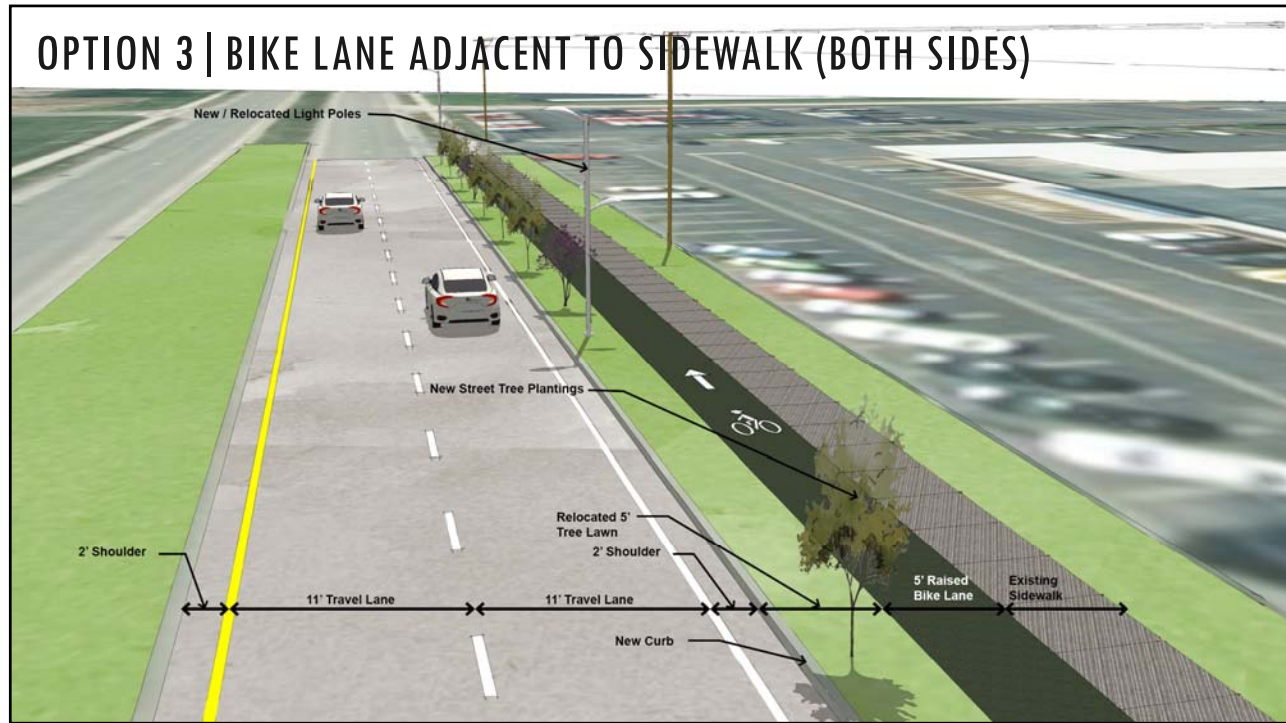 OPTION 3 | BIKE LANE ADJACENT TO SIDEWALK (BOTH SIDES)
New / Relocated Light Poles
New Street Tree Plantings
Relocated 5'
Tree Lawn
2' Shoulder
2' Shoulder
11' Travel Lane
11' Travel Lane
5' Raised
Bike Lane
Existing
Sidewalk
New Curb